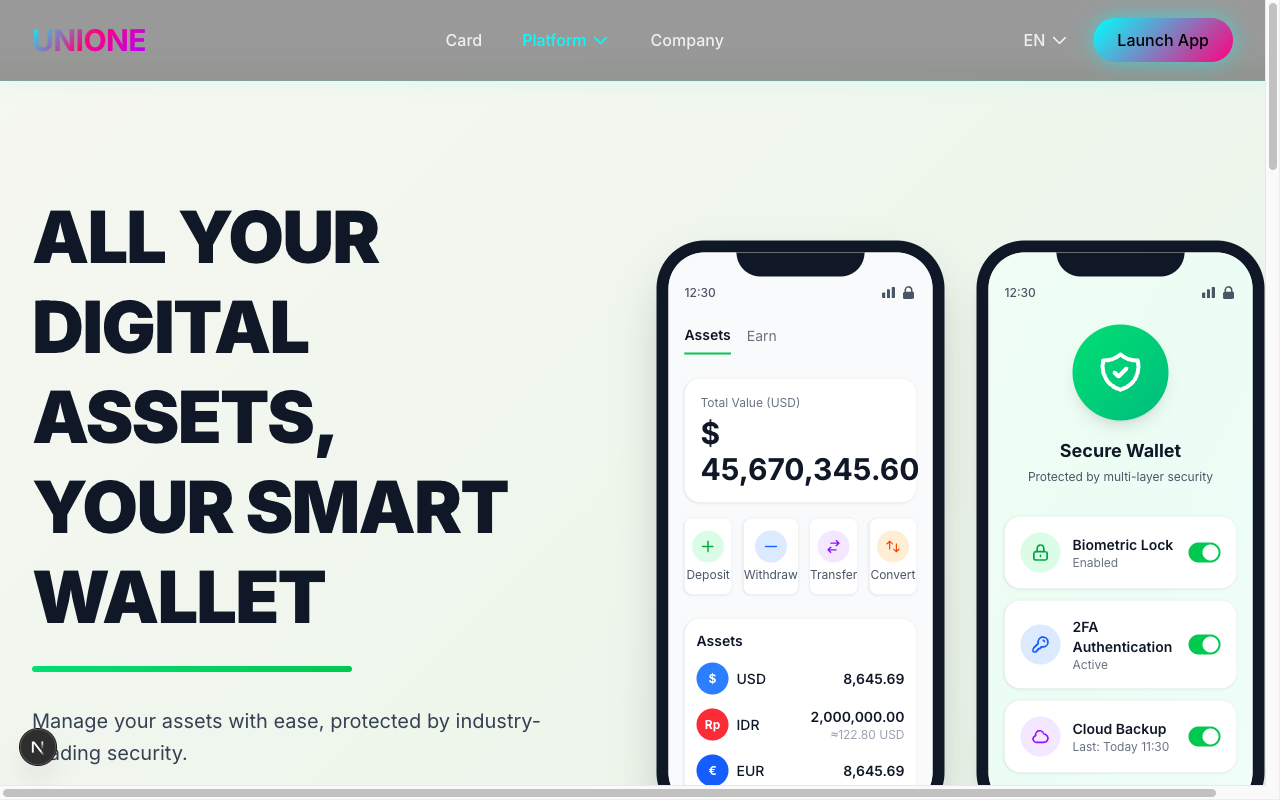 UNIONE
Card
Platform
Company
EN
Launch App
ALL YOUR
DIGITAL
ASSETS,
YOUR SMART
WALLET
Manage your assets with ease, protected by industry-
ading security.
N
12:30
Assets
Earn
Total Value (USD)
$
45,670,345.60
Deposit
Withdraw
Transfer
Convert
Assets
$
USD
8,645.69
Rp
IDR
2,000,000.00
≈122.80 USD
€
EUR
8,645.69
12:30
Secure Wallet
Protected by multi-layer security
Biometric Lock
Enabled
2FA
Authentication
Active
Cloud Backup
Last: Today 11:30